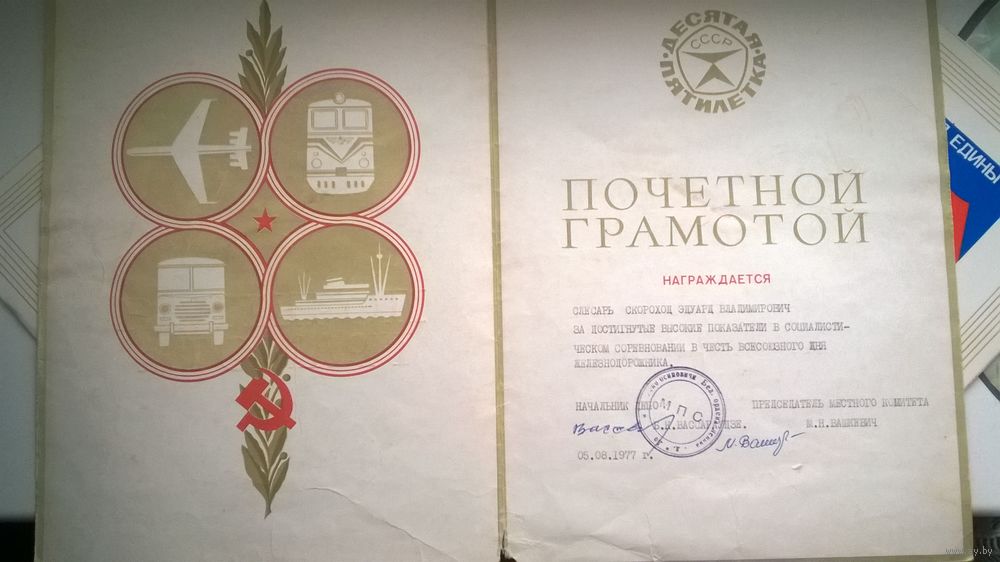 ДЕСЯТАЯ
ПЯТИЛЕТКА
СССР
ПОЧЕТНОЙ
ГРАМОТОЙ
НАГРАЖДАЕТСЯ
СЛЕСАРЬ СКОРОХОД ЭДУАРД ВЛАДИМИРОВИЧ
ЗА ДОСТИГНУТЫЕ ВЫСОКИЕ ПОКАЗАТЕЛИ В СОЦИАЛИСТИ-
ЧЕСКОМ СОРЕВНОВАНИИ В ЧЕСТЬ ВСЕСОЮЗНОГО ДНЯ
ЖЕЛЕЗНОДОРОЖНИКА.
НАЧАЛЬНИК ДЕПО ПРЕДСЕДАТЕЛЬ МЕСТНОГО КОМИТЕТА
М.Н.ВАШКЕВИЧ
05.08.1977 г.
МПС
ЕДИНЫ